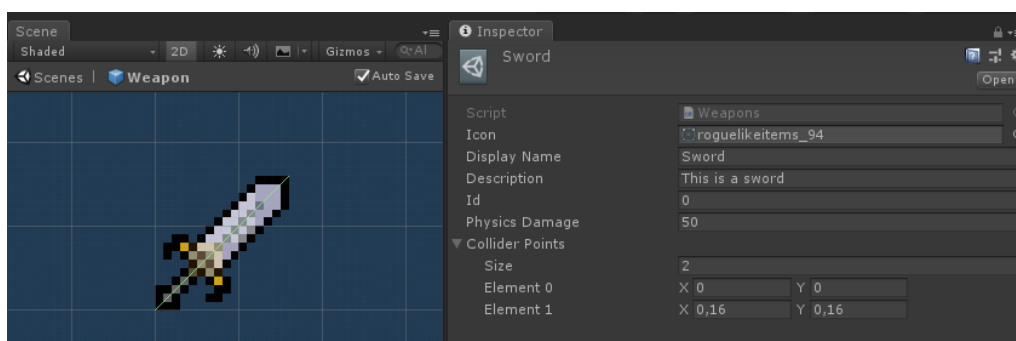 Scene
Shaded 2D Gizmos Al
Scenes | Weapon Auto Save
Inspector
Sword
Open
Script Weapons
Icon roguelikeitems_94
Display Name Sword
Description This is a sword
Id 0
Physics Damage 50
Collider Points
Size 2
Element 0 X 0 Y 0
Element 1 X 0,16 Y 0,16